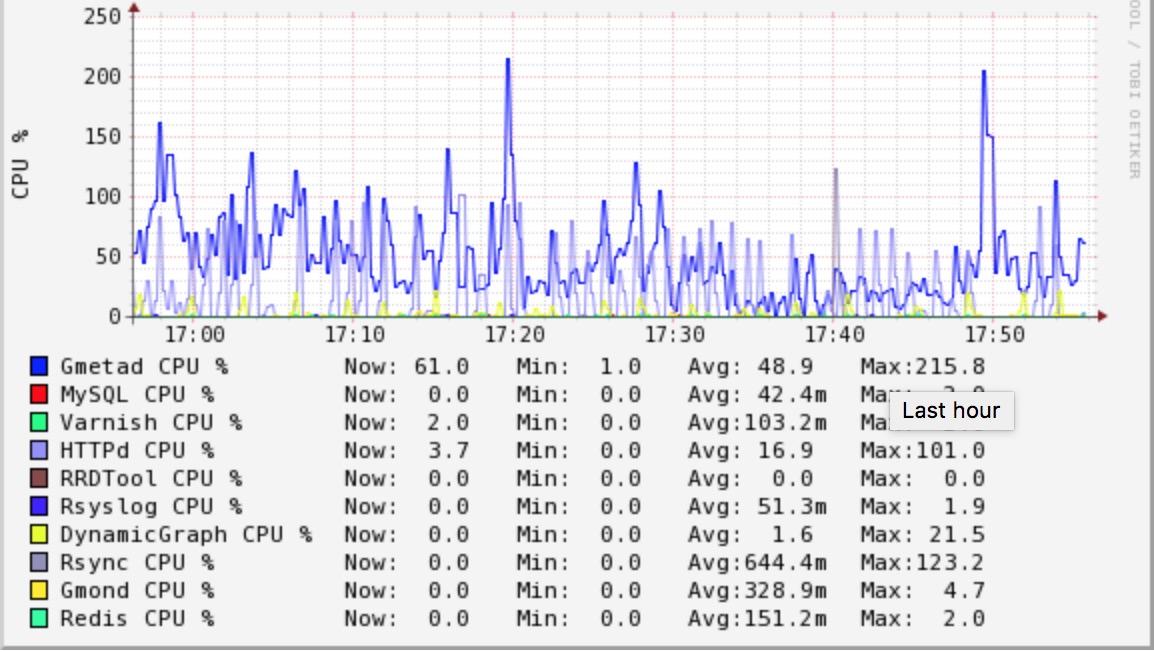 250
200
150
100
50
0
CPU %
OOL / TOBI OETIKER
17:00 17:10 17:20 17:30 17:40 17:50
Gmetad CPU % Now: 61.0 Min: 1.0 Avg: 48.9 Max:215.8
MySQL CPU % Now: 0.0 Min: 0.0 Avg: 42.4m
Last hour
Varnish CPU % Now: 2.0 Min: 0.0 Avg:103.2m
HTTPd CPU % Now: 3.7 Min: 0.0 Avg: 16.9 Max:101.0
RRDTool CPU % Now: 0.0 Min: 0.0 Avg: 0.0 Max: 0.0
Rsyslog CPU % Now: 0.0 Min: 0.0 Avg: 51.3m Max: 1.9
DynamicGraph CPU % Now: 0.0 Min: 0.0 Avg: 1.6 Max: 21.5
Rsync CPU % Now: 0.0 Min: 0.0 Avg:644.4m Max:123.2
Gmond CPU % Now: 0.0 Min: 0.0 Avg:328.9m Max: 4.7
Redis CPU % Now: 0.0 Min: 0.0 Avg:151.2m Max: 2.0